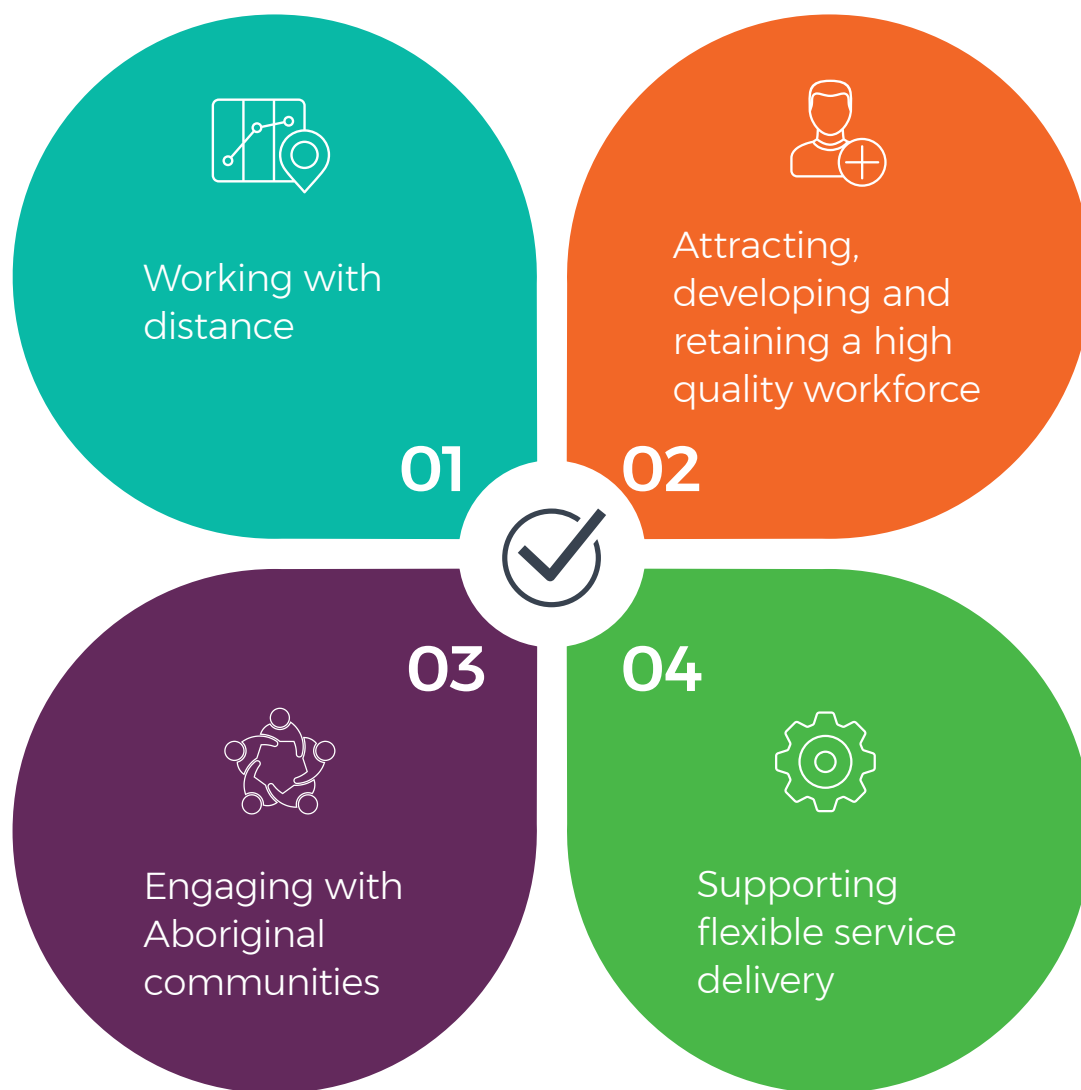 Working with
distance
01
Attracting,
developing and
retaining a high
quality workforce
02
03
Engaging with
Aboriginal
communities
04
Supporting
flexible service
delivery